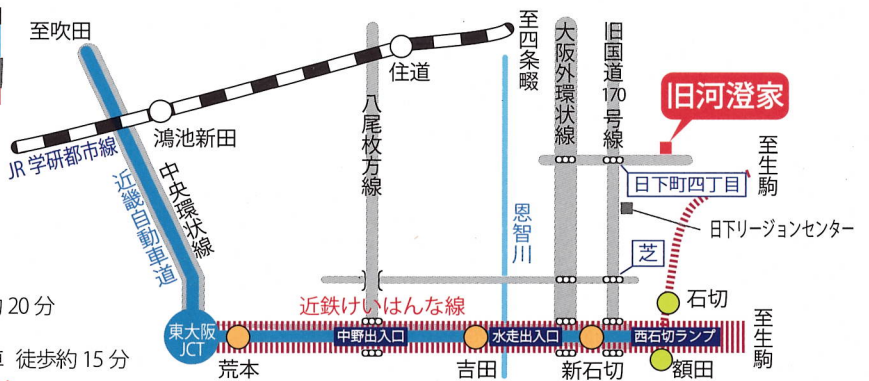 至吹田
住道
至四条畷
大阪外環状線
旧国道170号線
旧河澄家
鴻池新田
八尾枚方線
JR学研都市線
中央環状線
近畿自動車道
至生駒
日下町四丁目
日下リージョンセンター
恩智川
芝
20分
近鉄けいはんな線
石切
東大阪
JCT
中野出入口
水走出入口
西石切ランプ
至生駒
徒歩約15分
荒本
吉田
新石切
額田